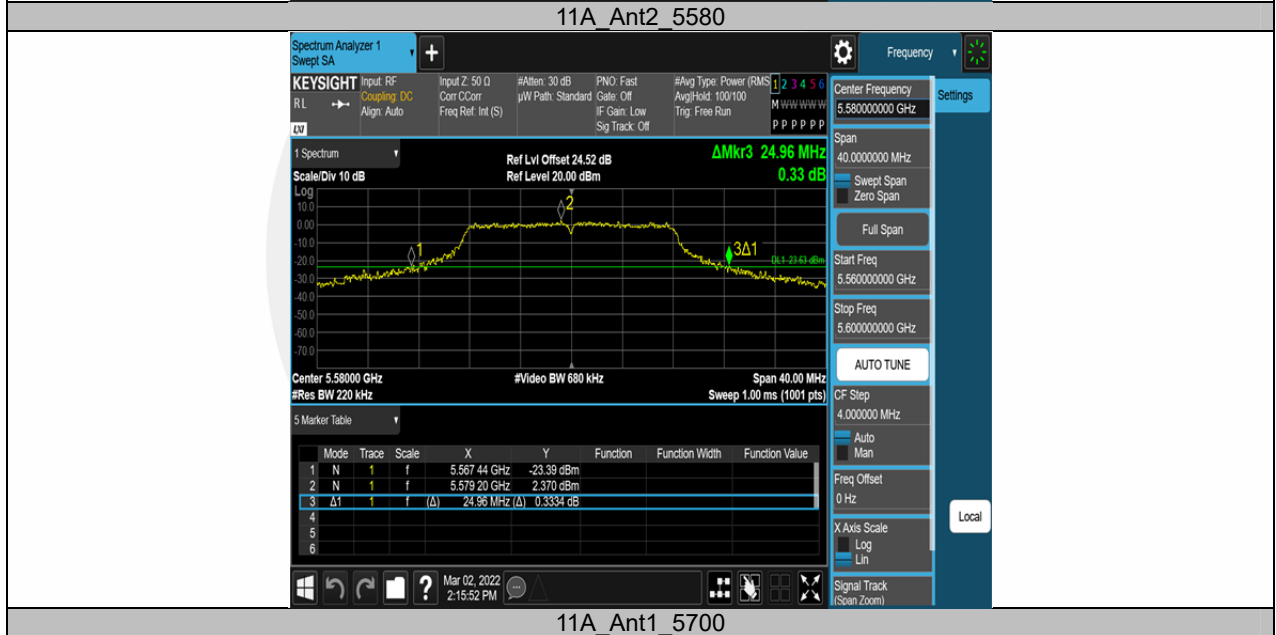 11A_Ant2_5580
Spectrum Analyzer 1
Swept SA
+
Frequency
KEYSIGHT
RL
LXI
Input: RF
Coupling: DC
Align: Auto
Input Z: 50 Ω
Corr CCorr
Freq Ref: Int (S)
#Atten: 30 dB
µW Path: Standard
PNO: Fast
Gate: Off
IF Gain: Low
Sig Track: Off
#Avg Type: Power (RMS
Avg|Hold: 100/100
Trig: Free Run
1 2 3 4 5 6
M W W W W W
P P P P P P
Center Frequency
5.580000000 GHz
Settings
Span
40.0000000 MHz
Swept Span
Zero Span
Full Span
Start Freq
5.560000000 GHz
Stop Freq
5.600000000 GHz
AUTO TUNE
CF Step
4.000000 MHz
Auto
Man
Freq Offset
0 Hz
X Axis Scale
Log
Lin
Signal Track
(Span Zoom)
Local
1 Spectrum
Scale/Div 10 dB
Ref Lvl Offset 24.52 dB
Ref Level 20.00 dBm
ΔMkr3 24.96 MHz
0.33 dB
Log
10.0
0.00
-10.0
-20.0
-30.0
-40.0
-50.0
-60.0
-70.0
1
2
3Δ1
DL1 -23.63 dBm
Center 5.58000 GHz
#Video BW 680 kHz
Span 40.00 MHz
#Res BW 220 kHz
Sweep 1.00 ms (1001 pts)
5 Marker Table
Mode Trace Scale X Y Function Function Width Function Value
1 N 1 f 5.567 44 GHz -23.39 dBm
2 N 1 f 5.579 20 GHz 2.370 dBm
3 Δ1 1 f (Δ) 24.96 MHz (Δ) 0.3334 dB
4
5
6
?
Mar 02, 2022
2:15:52 PM
11A_Ant1_5700